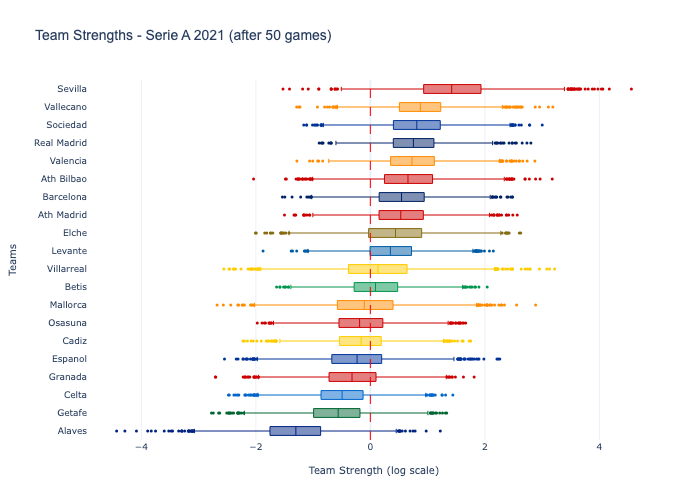 Team Strengths - Serie A 2021 (after 50 games)
Teams
Sevilla
Vallecano
Sociedad
Real Madrid
Valencia
Ath Bilbao
Barcelona
Ath Madrid
Elche
Levante
Villarreal
Betis
Mallorca
Osasuna
Cadiz
Espanol
Granada
Celta
Getafe
Alaves
−4 −2 0 2 4
Team Strength (log scale)